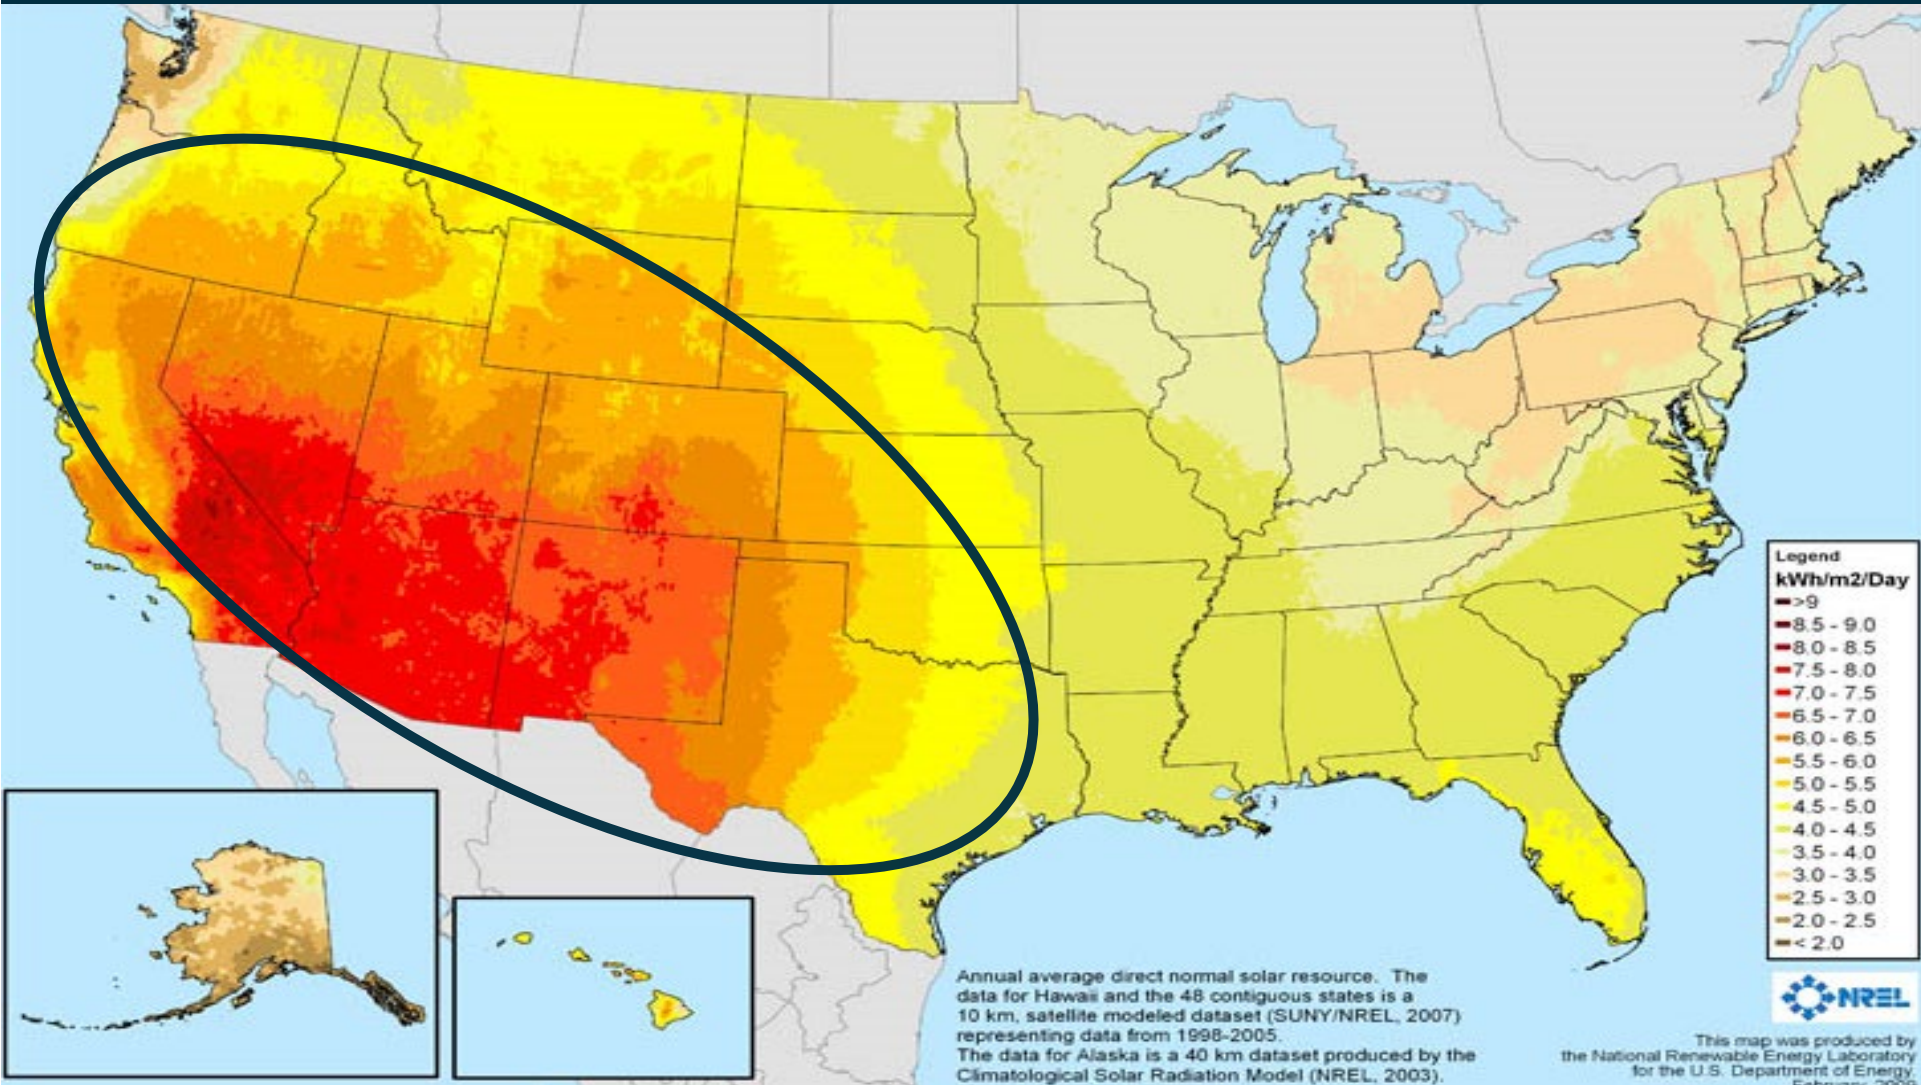 Legend
kWh/m2/Day
>9
8.5 - 9.0
8.0 - 8.5
7.5 - 8.0
7.0 - 7.5
6.5 - 7.0
6.0 - 6.5
5.5 - 6.0
5.0 - 5.5
4.5 - 5.0
4.0 - 4.5
3.5 - 4.0
3.0 - 3.5
2.5 - 3.0
2.0 - 2.5
< 2.0
Annual average direct normal solar resource. The
data for Hawaii and the 48 contiguous states is a
10 km, satellite modeled dataset (SUNY/NREL, 2007)
representing data from 1998-2005.
The data for Alaska is a 40 km dataset produced by the
Climatological Solar Radiation Model (NREL, 2003).
NREL
This map was produced by
the National Renewable Energy Laboratory
for the U.S. Department of Energy.